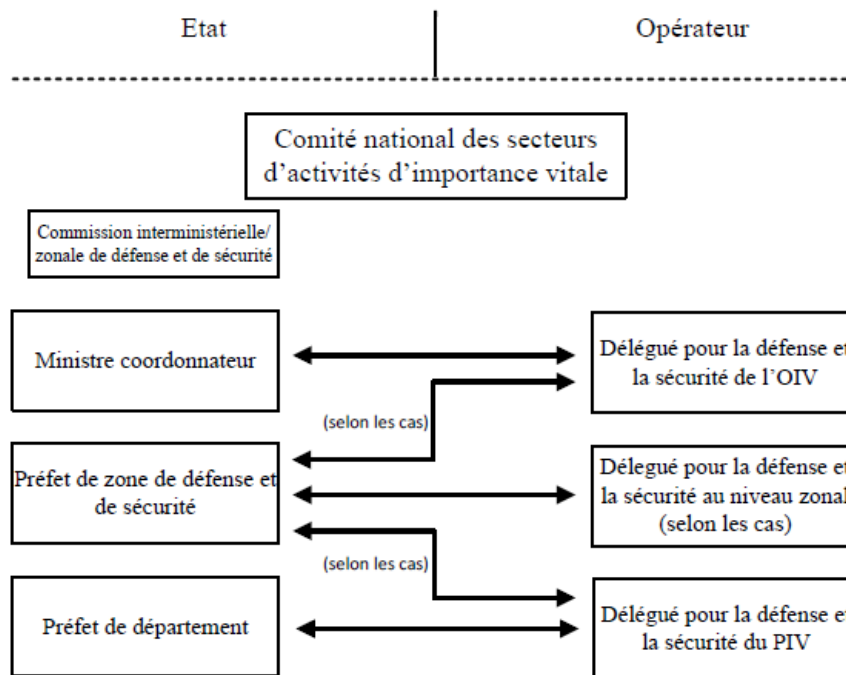 Etat
Opérateur
Comité national des secteurs
d'activités d'importance vitale
Commission interministérielle/
zonale de défense et de sécurité
Ministre coordonnateur
Délégué pour la défense et
la sécurité de l'OIV
(selon les cas)
Préfet de zone de défense et
de sécurité
Délégué pour la défense et
la sécurité au niveau zonal
(selon les cas)
(selon les cas)
Préfet de département
Délégué pour la défense et
la sécurité du PIV